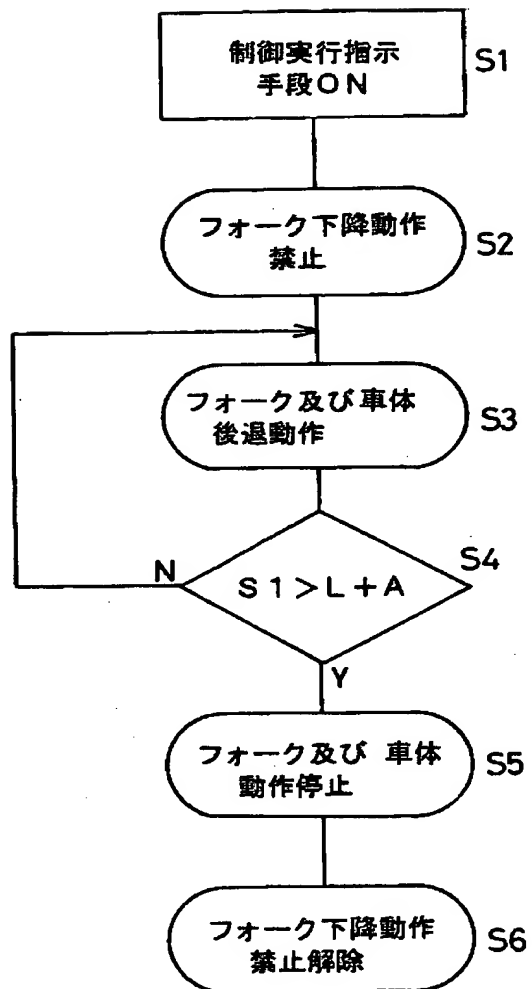 制御実行指示
手段ON
S1
フォーク下降動作
禁止
S2
フォーク及び車体
後退動作
S3
S1>L+A
S4
N
Y
フォーク及び 車体
動作停止
S5
フォーク下降動作
禁止解除
S6